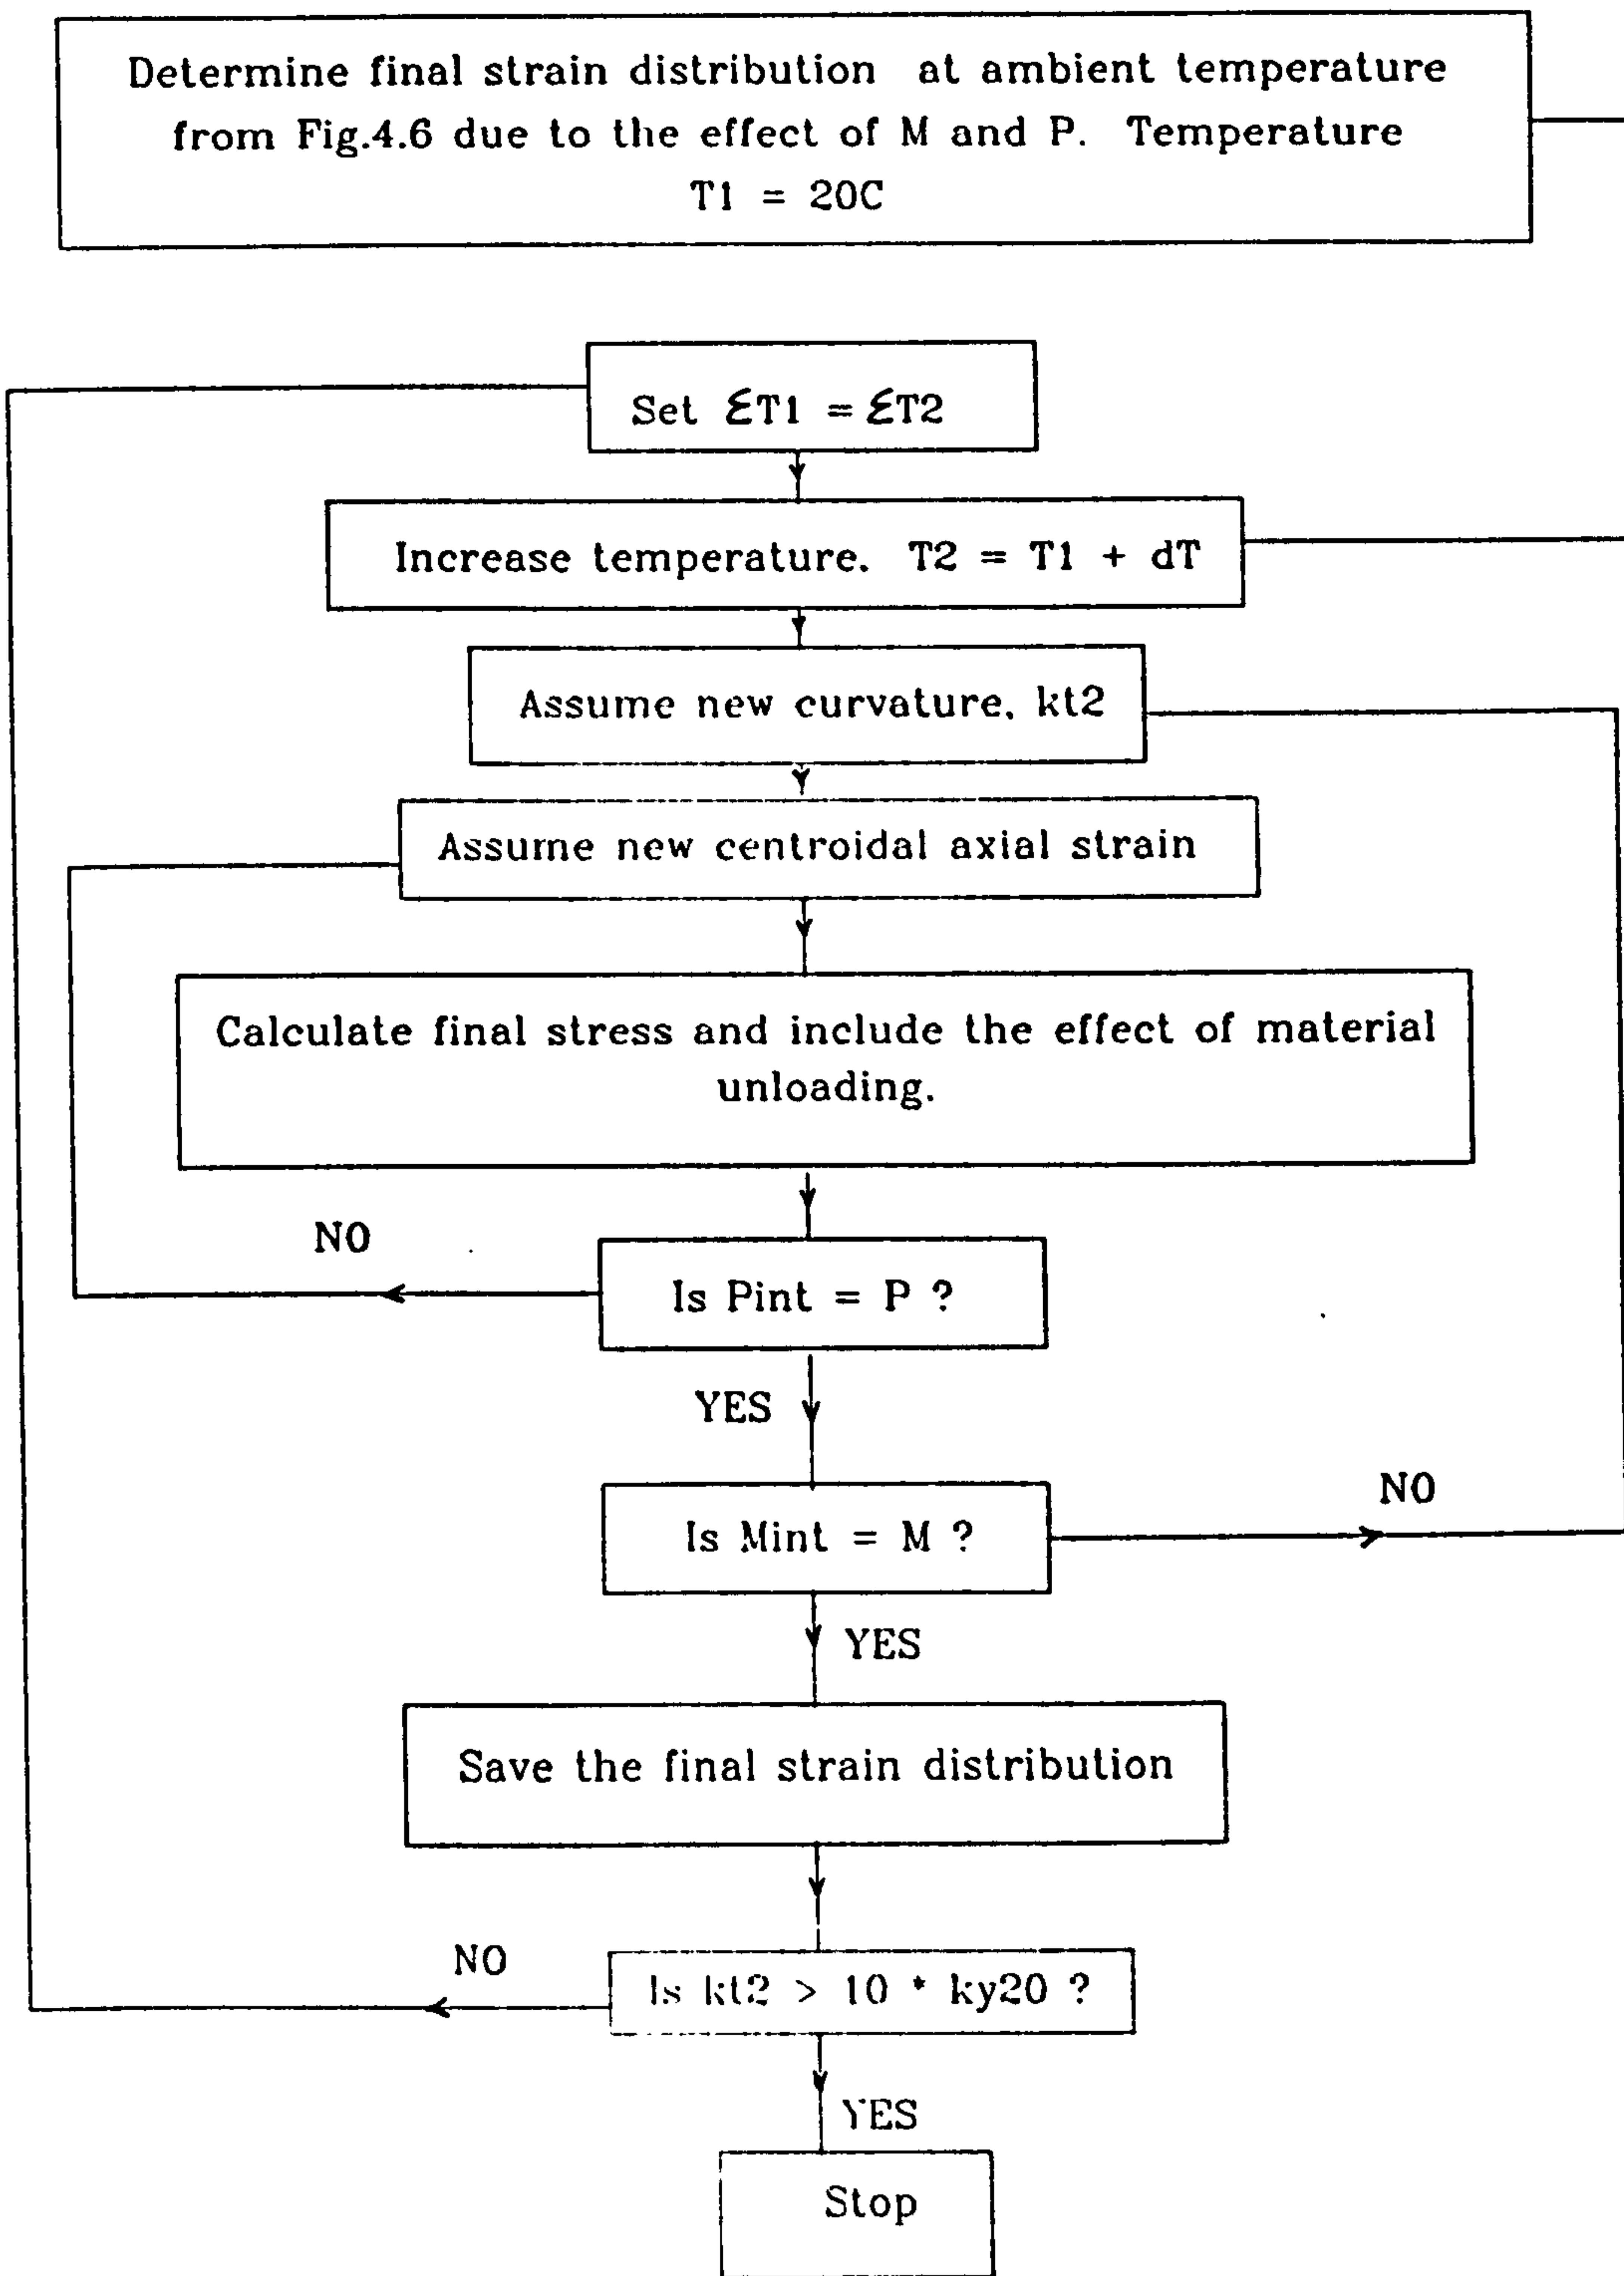 Determine final strain distribution at ambient temperature
from Fig.4.6 due to the effect of M and P. Temperature
T1 = 20C
Set ℰT1 = ℰT2
Increase temperature. T2 = T1 + dT
Assume new curvature, kt2
Assume new centroidal axial strain
Calculate final stress and include the effect of material
unloading.
NO
Is Pint = P ?
YES
NO
Is Mint = M ?
YES
Save the final strain distribution
NO
Is kt2 > 10 * ky20 ?
YES
Stop